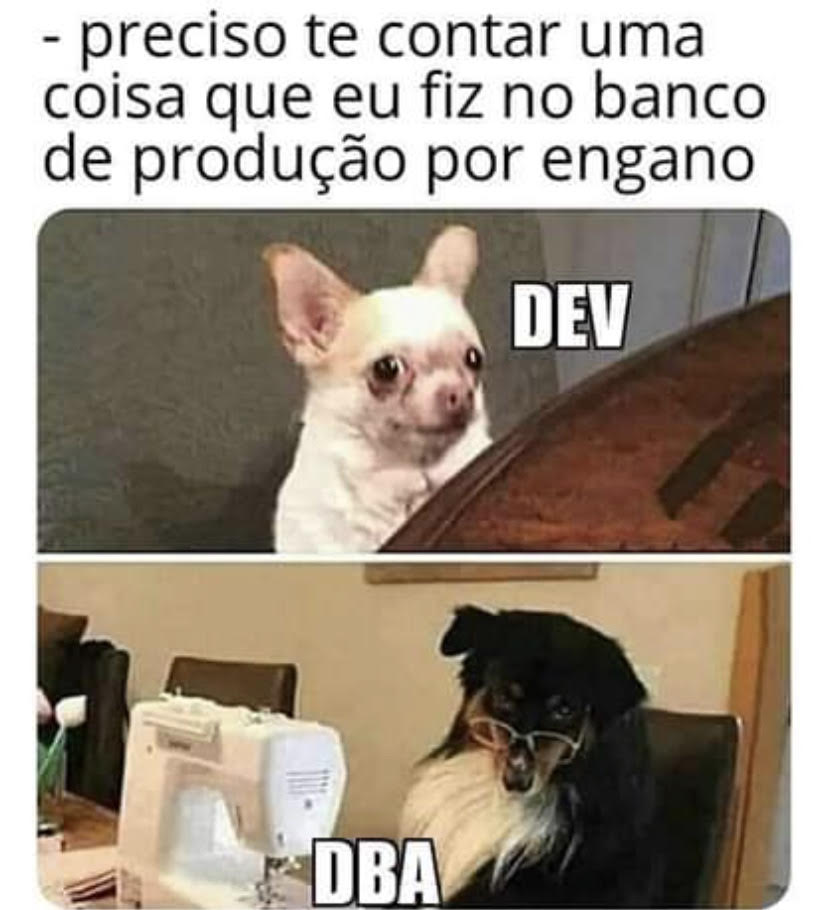 - preciso te contar uma
coisa que eu fiz no banco
de produção por engano
DEV
DBA